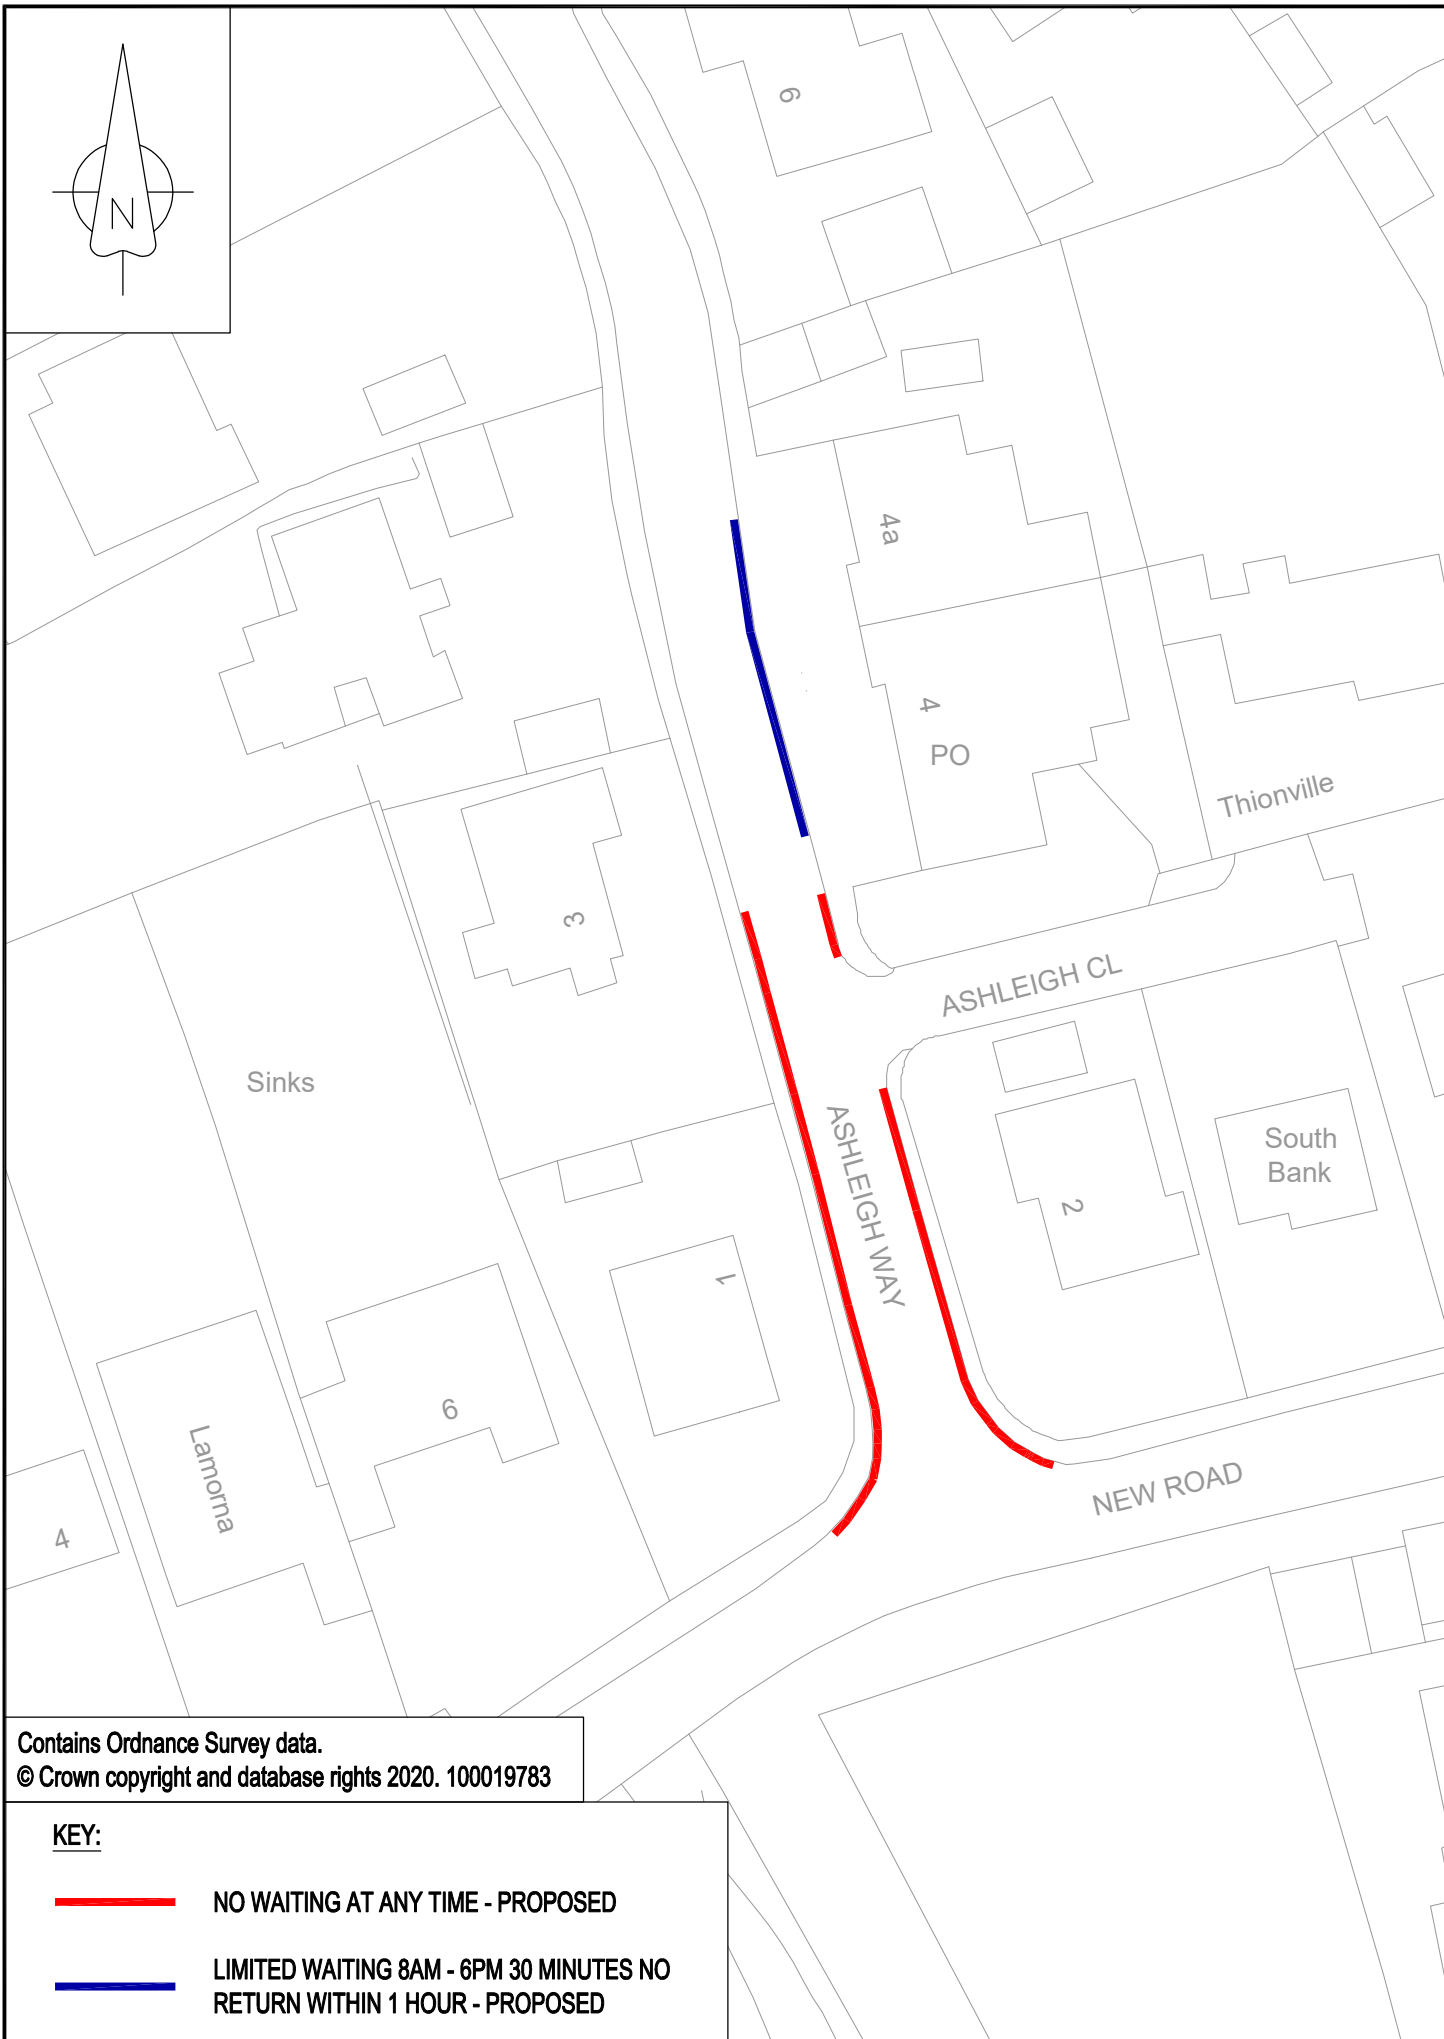 N
6
4a
4
PO
Thionville
3
ASHLEIGH CL
Sinks
ASHLEIGH WAY
South
Bank
2
1
6
Lamorna
4
NEW ROAD
Contains Ordnance Survey data.
© Crown copyright and database rights 2020. 100019783
KEY:
NO WAITING AT ANY TIME - PROPOSED
LIMITED WAITING 8AM - 6PM 30 MINUTES NO
RETURN WITHIN 1 HOUR - PROPOSED